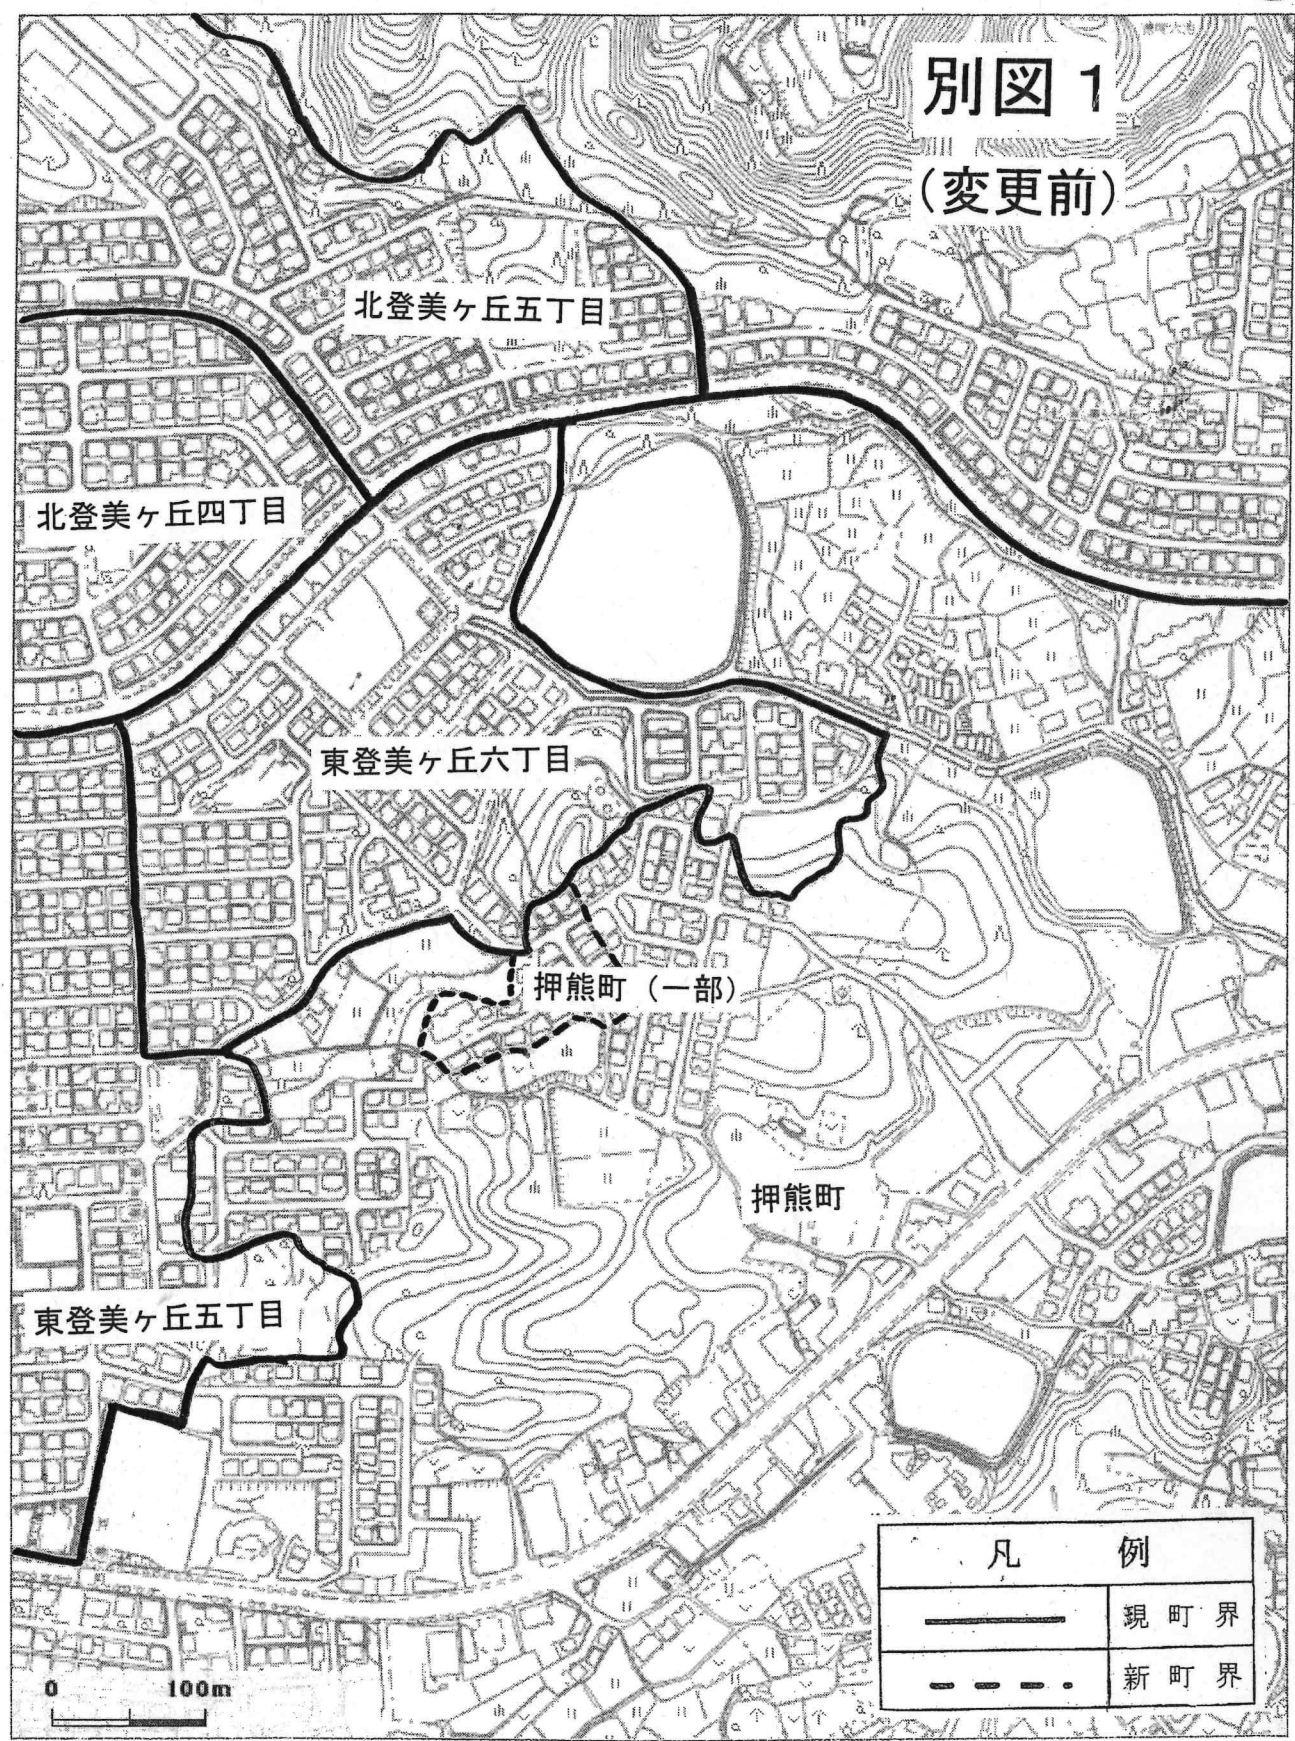 別図1
(変更前)
北登美ヶ丘五丁目
北登美ヶ丘四丁目
東登美ヶ丘六丁目
押熊町 (一部)
押熊町
東登美ヶ丘五丁目
凡 例
現 町 界
新 町 界
0 100m